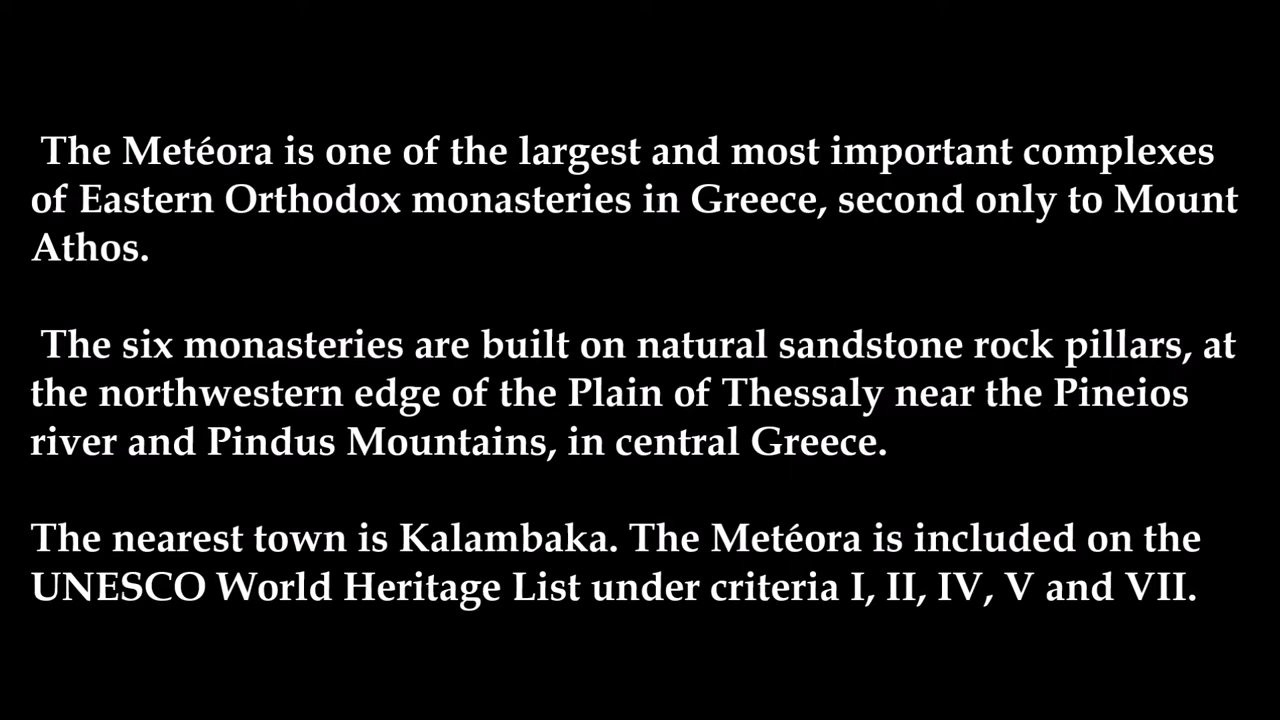 The Metéora is one of the largest and most important complexes
of Eastern Orthodox monasteries in Greece, second only to Mount
Athos.
The six monasteries are built on natural sandstone rock pillars, at
the northwestern edge of the Plain of Thessaly near the Pineios
river and Pindus Mountains, in central Greece.
The nearest town is Kalambaka. The Metéora is included on the
UNESCO World Heritage List under criteria I, II, IV, V and VII.